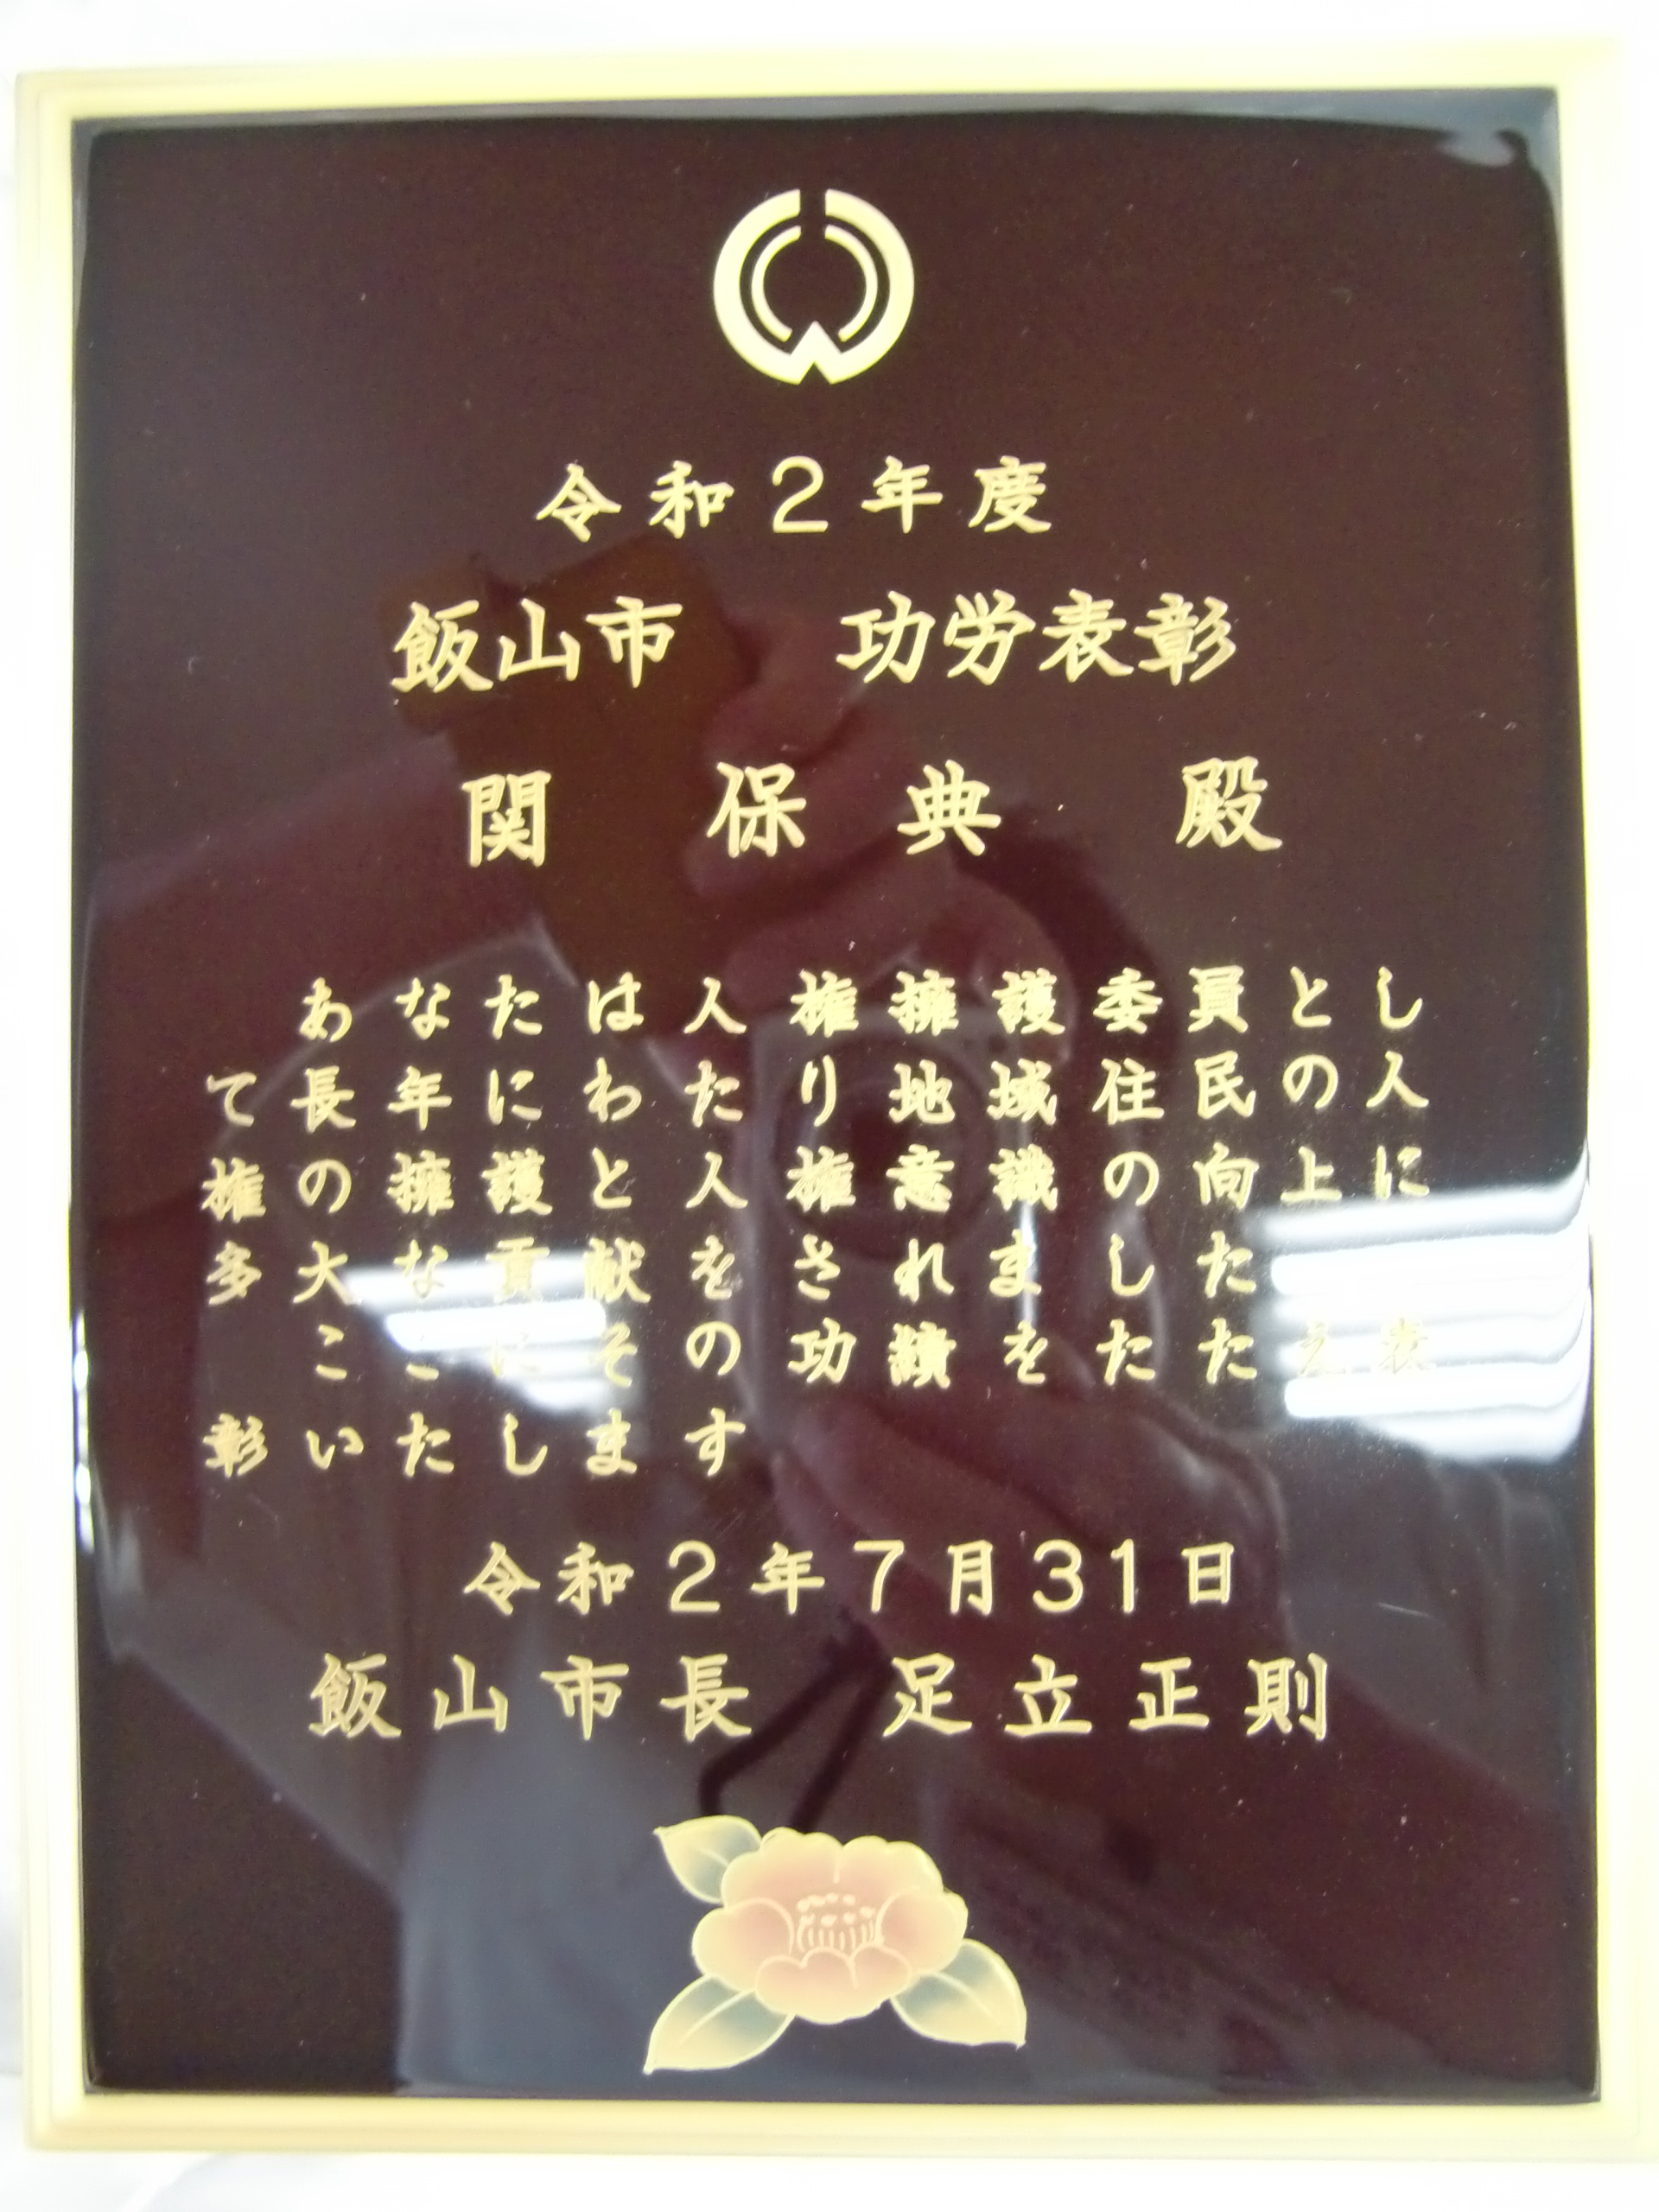 令和2年度
飯山市 功労表彰
関 保典 殿
あなたは人権擁護委員とし
て長年にわたり地域住民の人
権の擁護と人権意識の向上に
多大な貢献をされました
ここにその功績をたたえ表
彰いたします
令和2年7月31日
飯山市長 足立正則